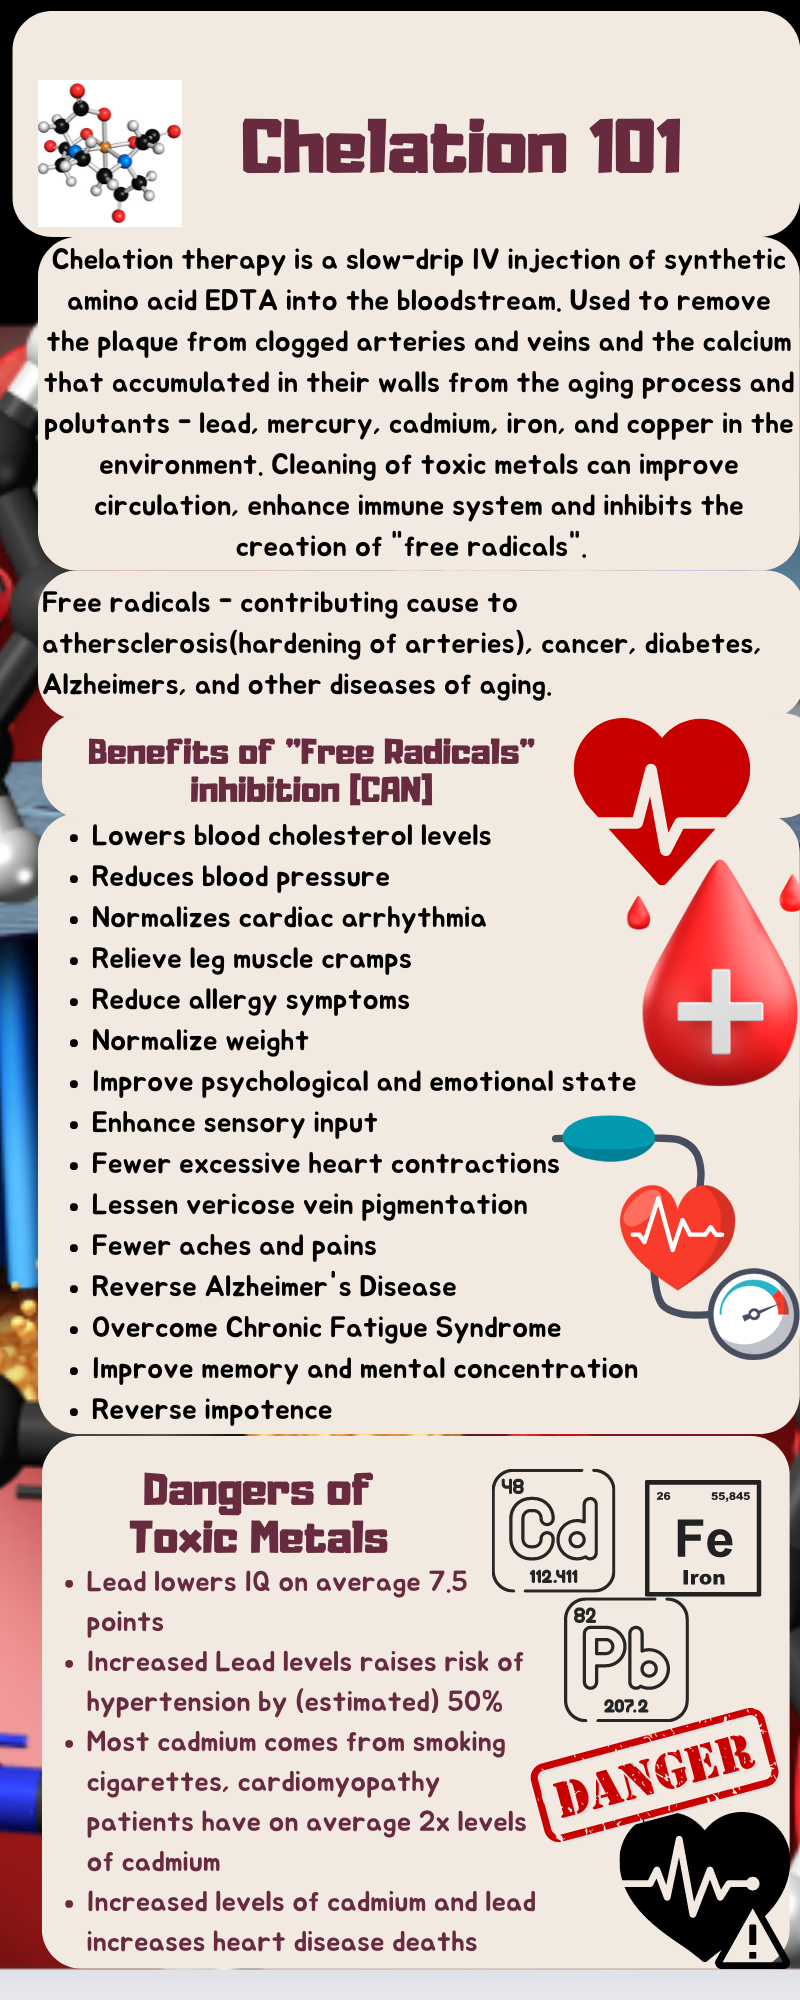 Chelation 101
Chelation therapy is a slow-drip IV injection of synthetic
amino acid EDTA into the bloodstream. Used to remove
the plaque from clogged arteries and veins and the calcium
that accumulated in their walls from the aging process and
polutants - lead, mercury, cadmium, iron, and copper in the
environment. Cleaning of toxic metals can improve
circulation, enhance immune system and inhibits the
creation of "free radicals".
Free radicals - contributing cause to
athersclerosis(hardening of arteries), cancer, diabetes,
Alzheimers, and other diseases of aging.
Benefits of "Free Radicals"
inhibition [CAN]
• Lowers blood cholesterol levels
• Reduces blood pressure
• Normalizes cardiac arrhythmia
• Relieve leg muscle cramps
• Reduce allergy symptoms
• Normalize weight
• Improve psychological and emotional state
• Enhance sensory input
• Fewer excessive heart contractions
• Lessen vericose vein pigmentation
• Fewer aches and pains
• Reverse Alzheimer's Disease
• Overcome Chronic Fatigue Syndrome
• Improve memory and mental concentration
• Reverse impotence
Dangers of
Toxic Metals
48
Cd
112.411
26 55,845
Fe
Iron
82
Pb
207.2
• Lead lowers IQ on average 7.5
points
• Increased Lead levels raises risk of
hypertension by (estimated) 50%
• Most cadmium comes from smoking
cigarettes, cardiomyopathy
patients have on average 2x levels
of cadmium
• Increased levels of cadmium and lead
increases heart disease deaths
DANGER
!